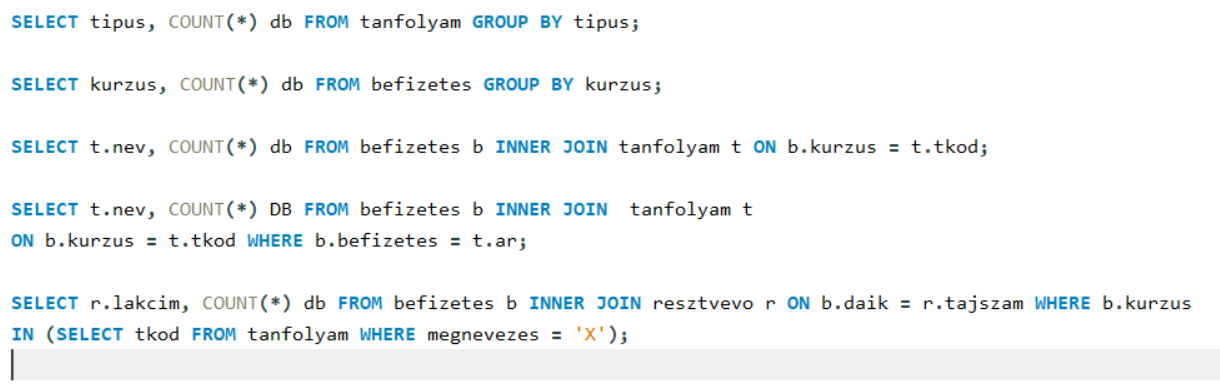 SELECT tipus, COUNT(*) db FROM tanfolyam GROUP BY tipus;
SELECT kurzus, COUNT(*) db FROM befizetes GROUP BY kurzus;
SELECT t.nev, COUNT(*) db FROM befizetes b INNER JOIN tanfolyam t ON b.kurzus = t.tkod;
SELECT t.nev, COUNT(*) DB FROM befizetes b INNER JOIN  tanfolyam t
ON b.kurzus = t.tkod WHERE b.befizetes = t.ar;
SELECT r.lakcim, COUNT(*) db FROM befizetes b INNER JOIN resztvevo r ON b.daik = r.tajszam WHERE b.kurzus
IN (SELECT tkod FROM tanfolyam WHERE megnevezes = 'X');